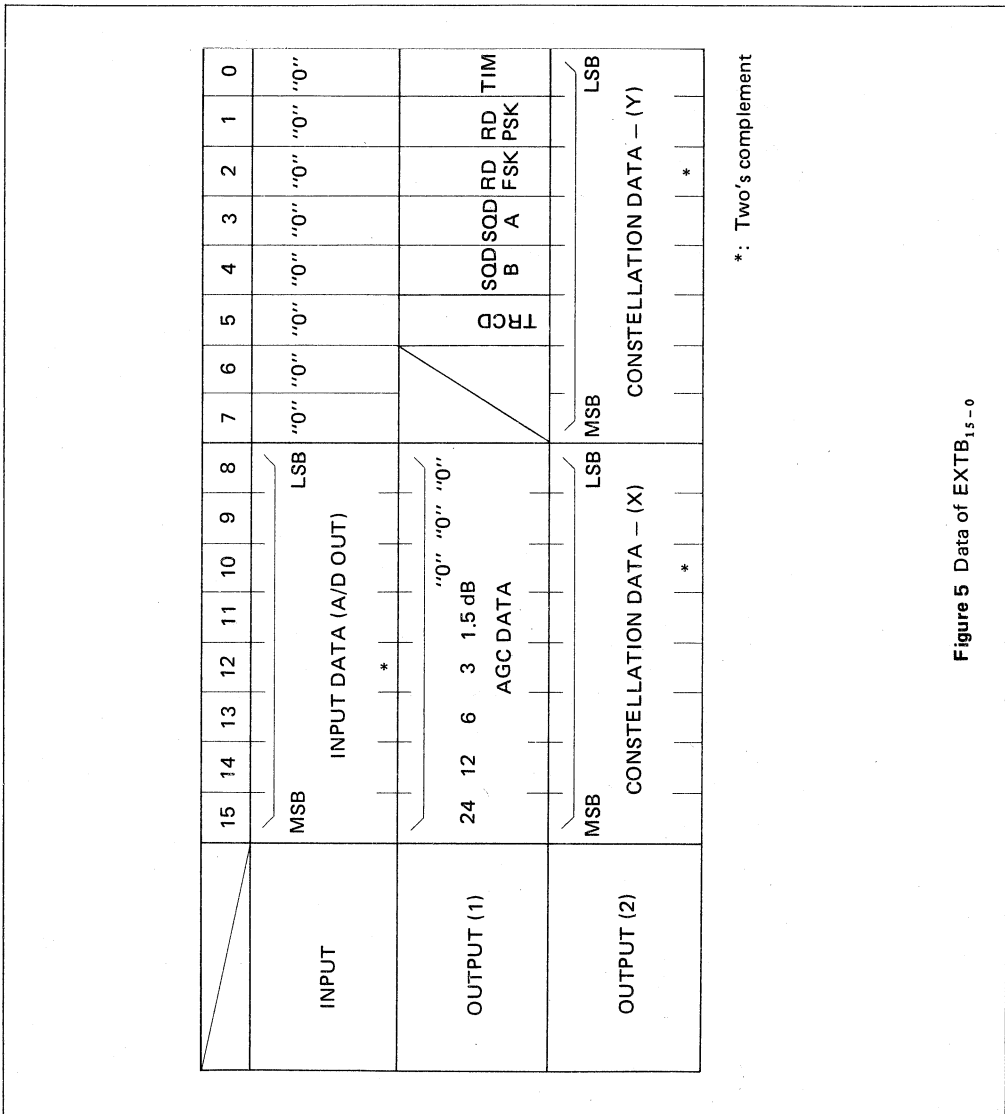 15 14 13 12 11 10 9 8 7 6 5 4 3 2 1 0
INPUT
MSB LSB
INPUT DATA (A/D OUT)
*
"0" "0" "0" "0" "0" "0" "0" "0"
OUTPUT (1)
24 12 6 3 1.5 dB "0" "0" "0"
AGC DATA
TRCD
SQD B
SQD A
RD FSK
RD PSK
TIM
OUTPUT (2)
MSB LSB
CONSTELLATION DATA – (X)
*
MSB LSB
CONSTELLATION DATA – (Y)
*
*: Two's complement
Figure 5 Data of EXTB15-0